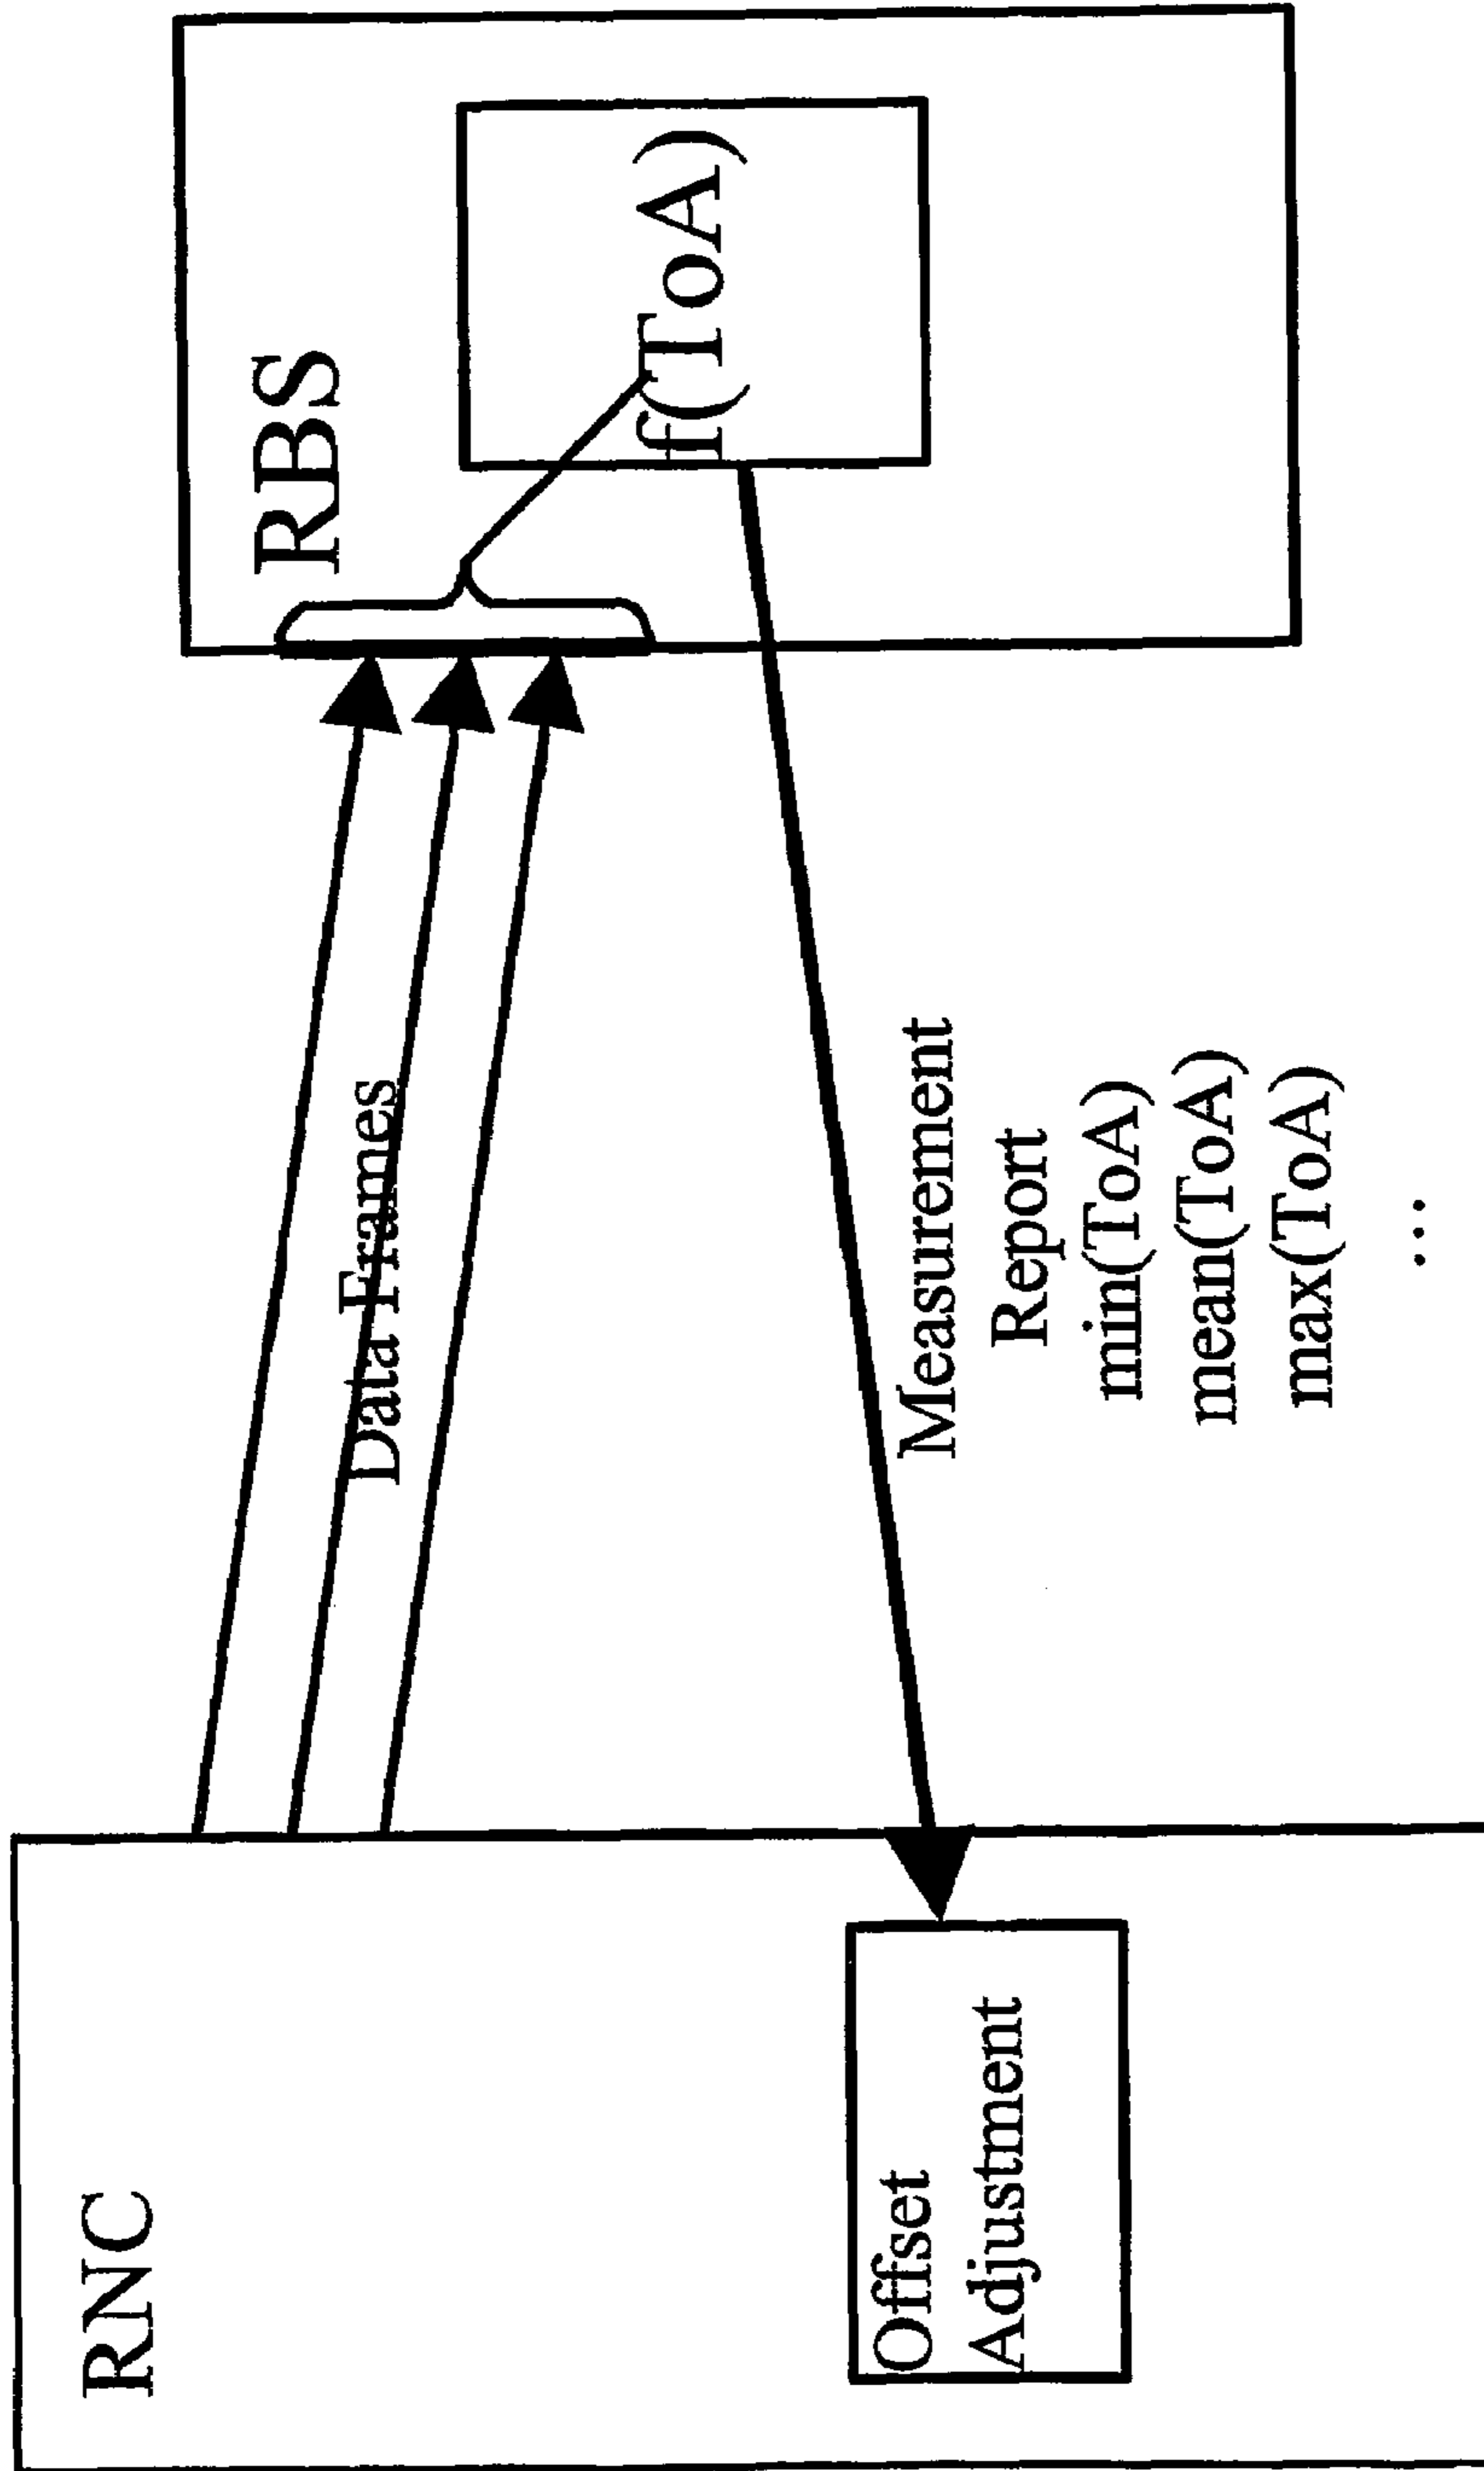 RNC
RBS
Data Frames
f(ToA)
Offset
Adjustment
Measurement
Report
min(ToA)
mean(ToA)
max(ToA)
...